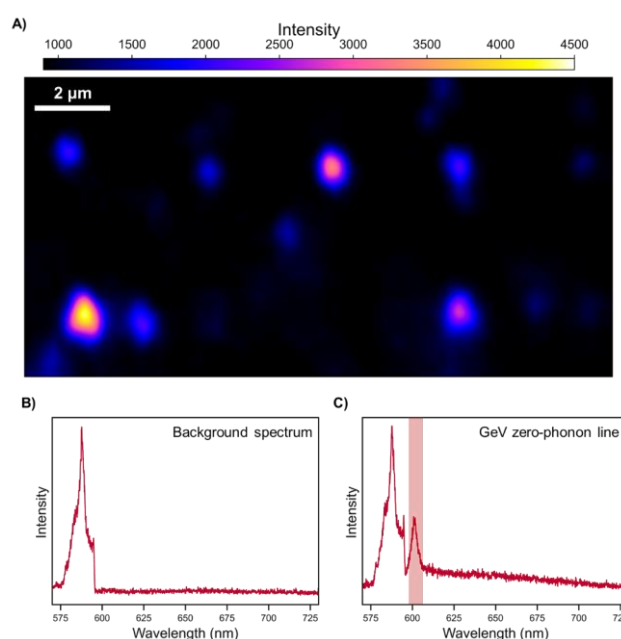 A)
Intensity
1000 1500 2000 2500 3000 3500 4000 4500
2 μm
B) C)
Background spectrum GeV zero-phonon line
Intensity Intensity
575 600 625 650 675 700 725 575 600 625 650 675 700 72
Wavelength (nm) Wavelength (nm)